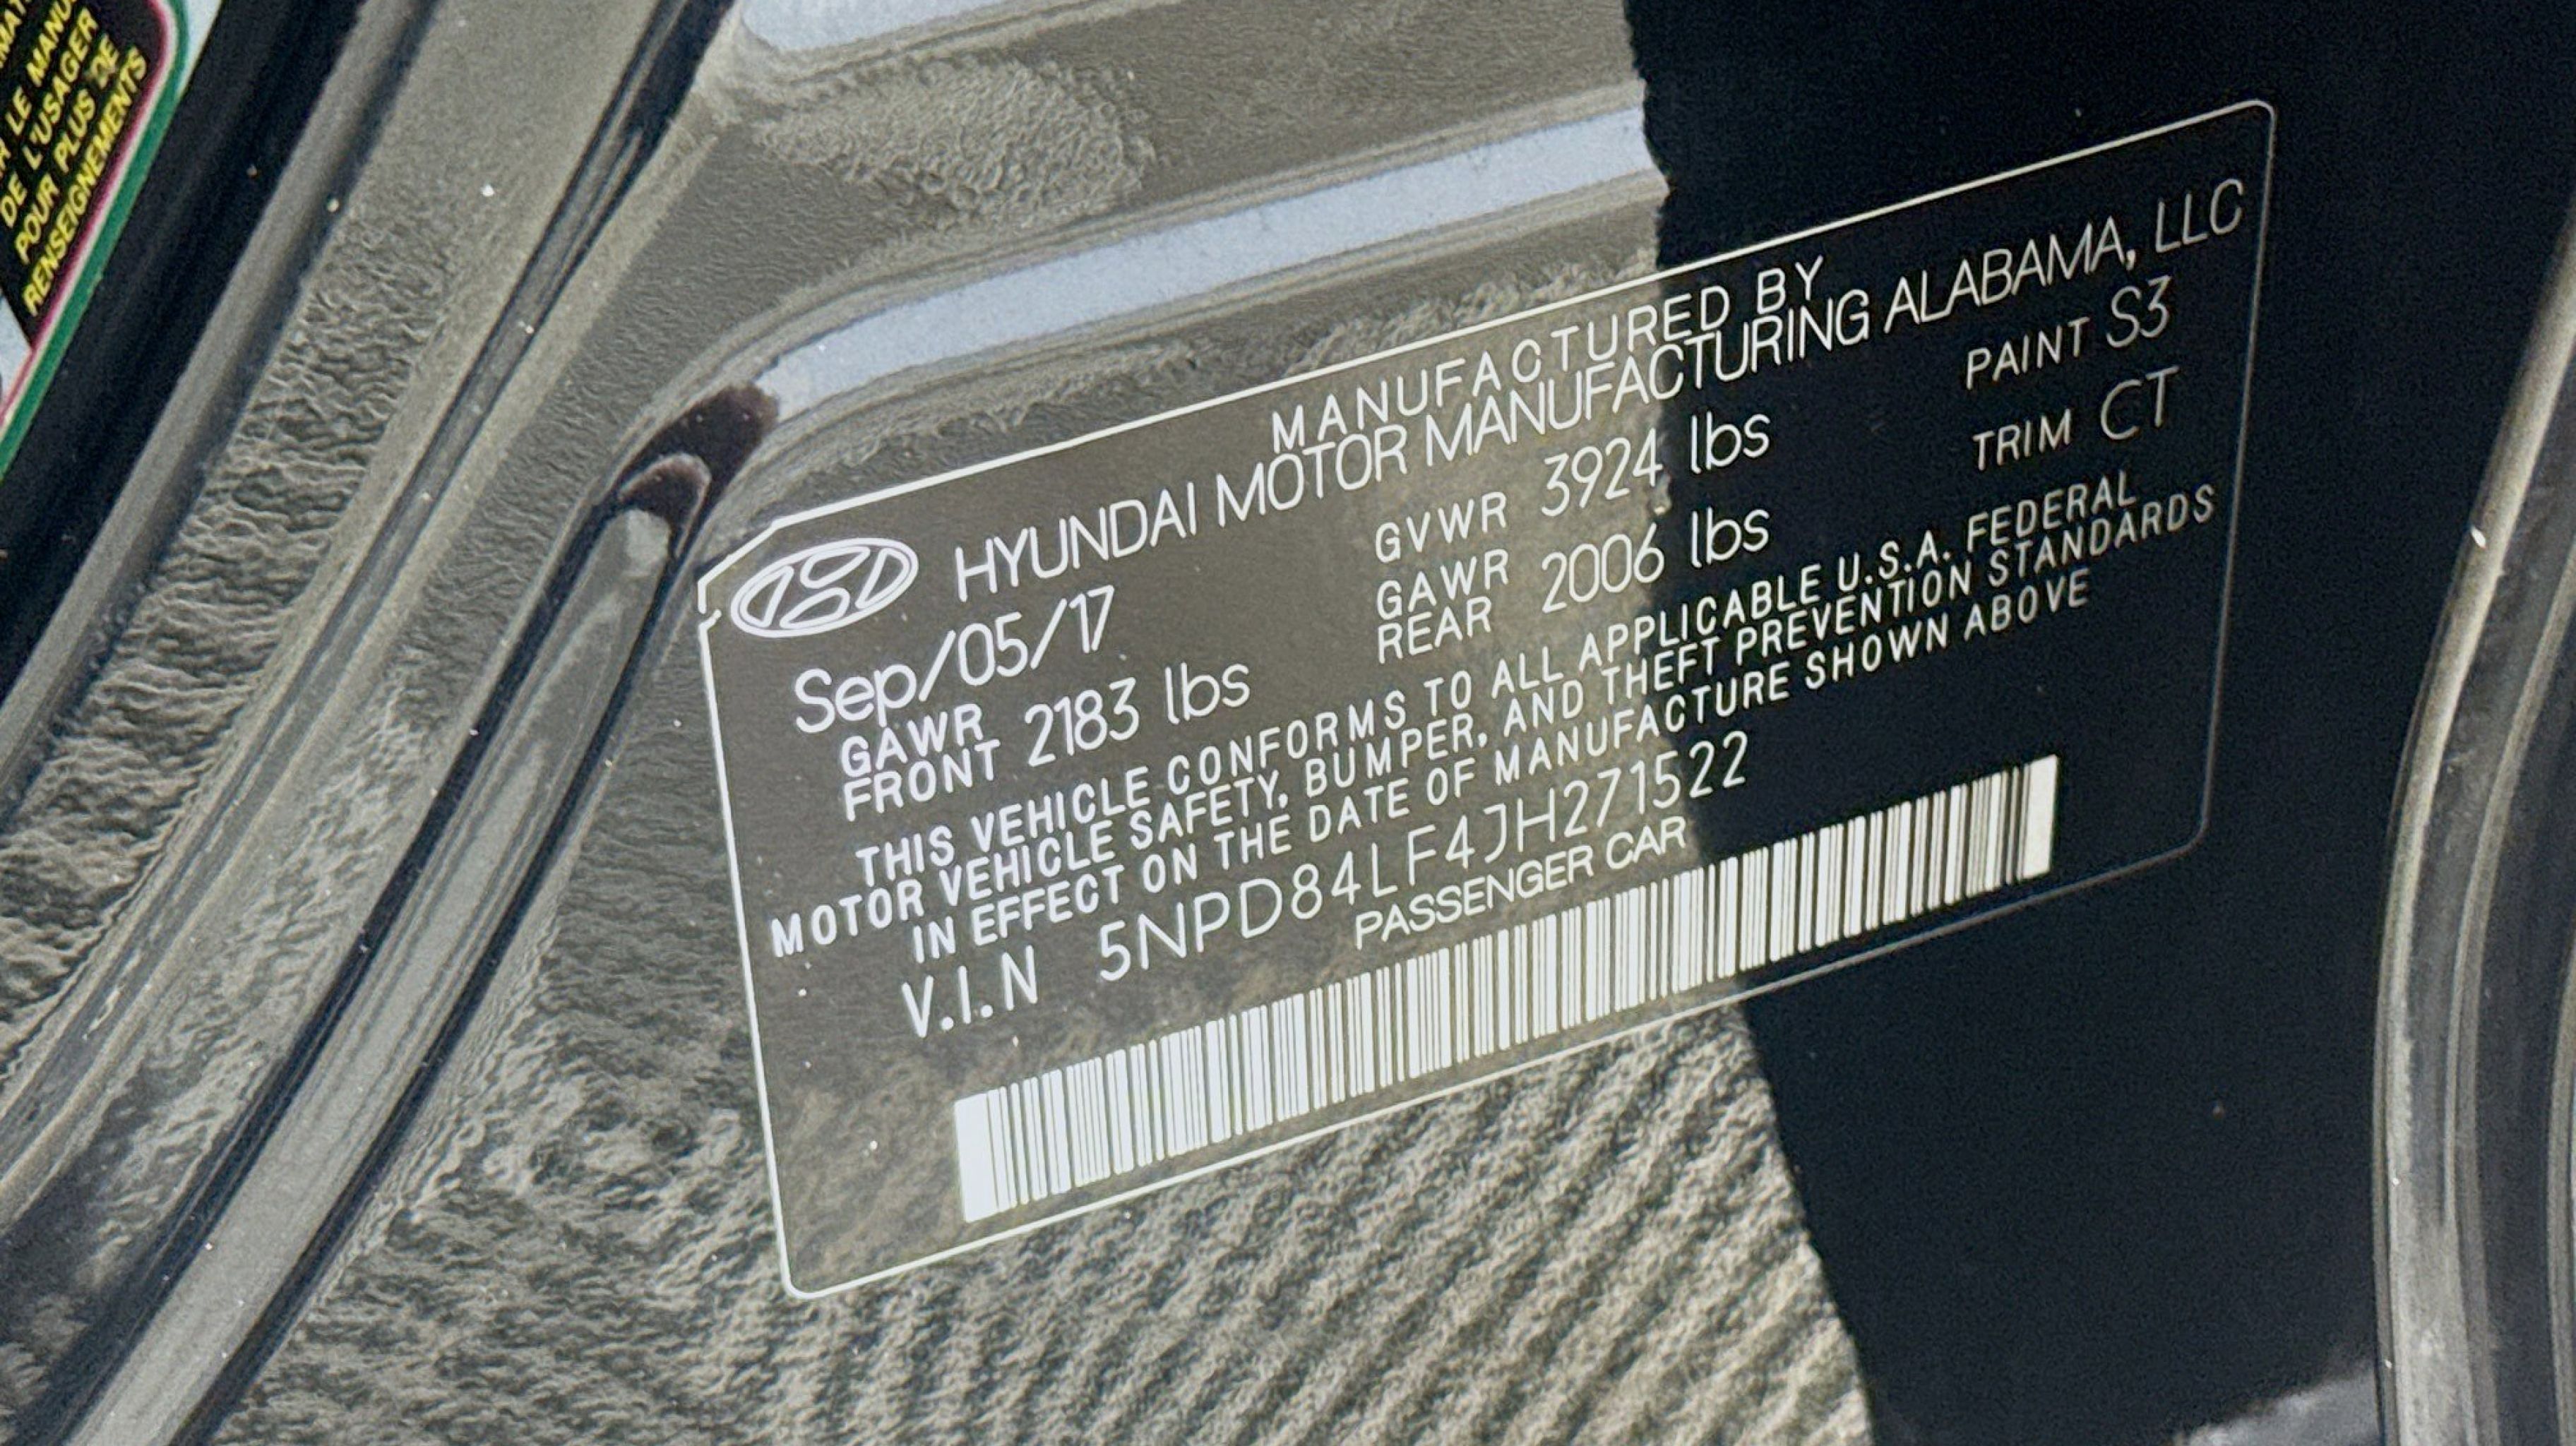 LE MANU
DE L'USAGER
POUR PLUS DE
RENSEIGNEMENTS
MANUFACTURED BY
HYUNDAI MOTOR MANUFACTURING ALABAMA, LLC
Sep/05/17
GVWR 3924 lbs
PAINT S3
GAWR
FRONT 2183 lbs
GAWR
REAR 2006 lbs
TRIM CT
THIS VEHICLE CONFORMS TO ALL APPLICABLE U.S.A. FEDERAL
MOTOR VEHICLE SAFETY, BUMPER, AND THEFT PREVENTION STANDARDS
IN EFFECT ON THE DATE OF MANUFACTURE SHOWN ABOVE
V.I.N 5NPD84LF4JH271522
PASSENGER CAR